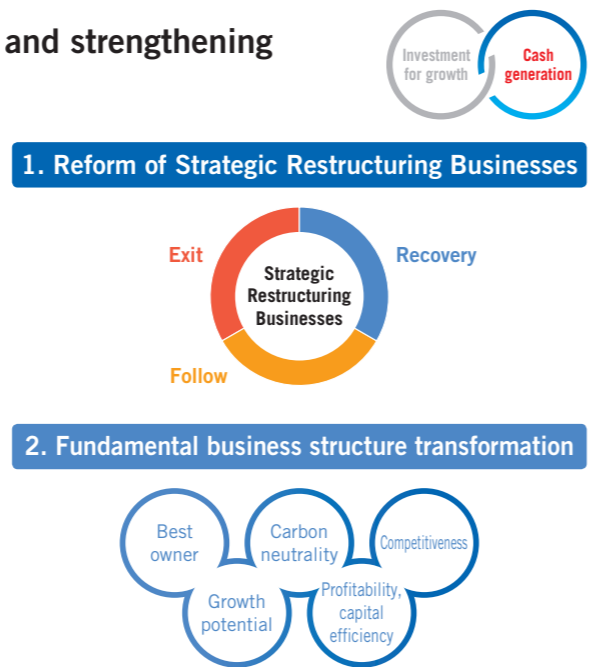 and strengthening
Investment
for growth
Cash
generation
1. Reform of Strategic Restructuring Businesses
Exit
Recovery
Strategic
Restructuring
Businesses
Follow
2. Fundamental business structure transformation
Best
owner
Carbon
neutrality
Competitiveness
Growth
potential
Profitability,
capital
efficiency